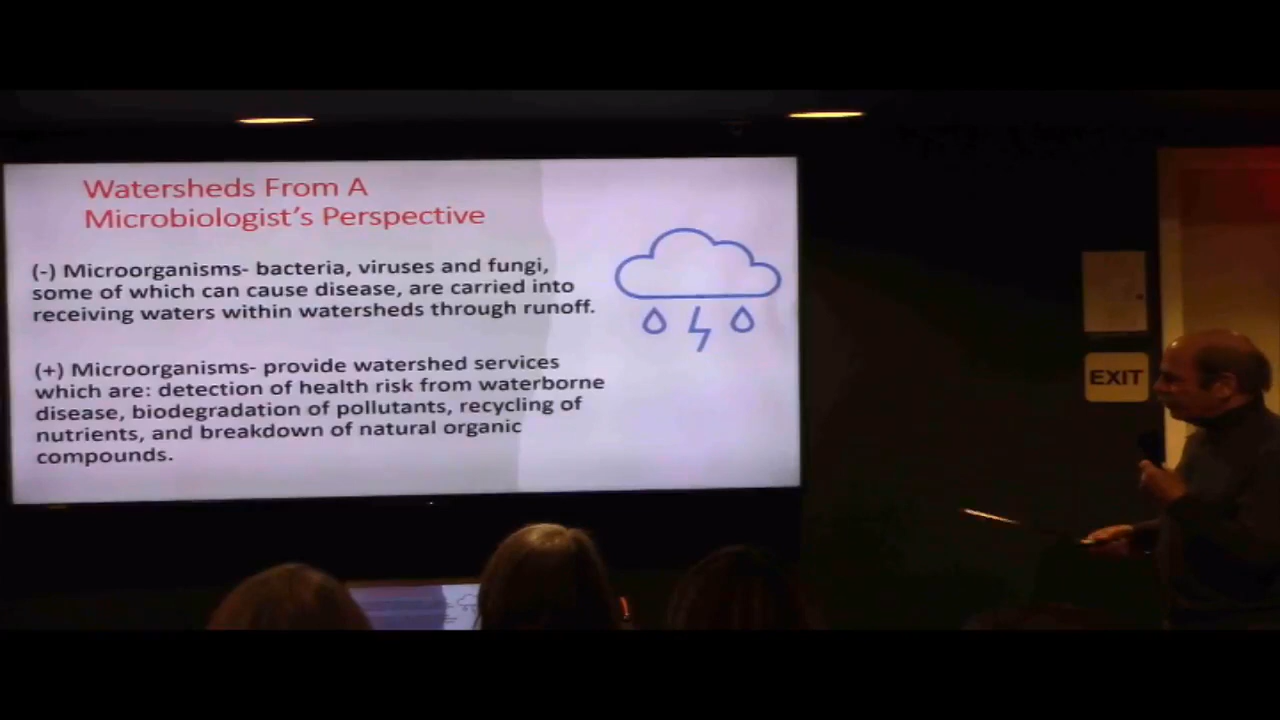 Watersheds From A
Microbiologist's Perspective
(-) Microorganisms- bacteria, viruses and fungi,
some of which can cause disease, are carried into
receiving waters within watersheds through runoff.
(+) Microorganisms- provide watershed services
which are: detection of health risk from waterborne
disease, biodegradation of pollutants, recycling of
nutrients, and breakdown of natural organic
compounds.
EXIT